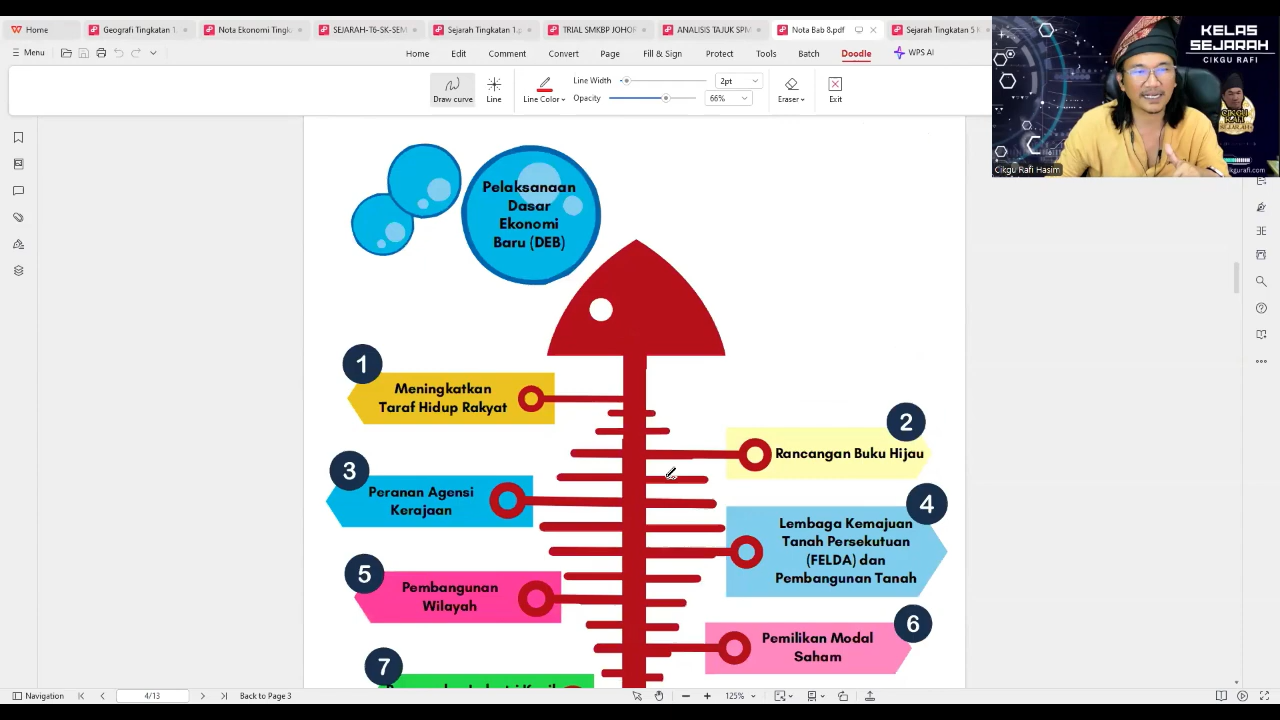 Home
Geografi Tingkatan 1.
Nota Ekonomi Tingk
SEJARAH-T6-SK-SEM
Sejarah Tingkatan 1.p
TRIAL SMKBP JOHOR
ANALISIS TAJUK SPM
Nota Bab 8.pdf
Sejarah Tingkatan 5
Menu
Home
Edit
Convert
Page
Fill & Sign
Protect
Tools
Batch
Doodle
WPS AI
Draw curve
Line
Line Color
Line Width
2pt
Opacity
66%
Eraser
Exit
KELAS
SEJARAH
CIKGU RAFI
CIKGU
RAFI
SEJARAH
Cikgu Rafi Hasim
Pelaksanaan
Dasar
Ekonomi
Baru (DEB)
1
Meningkatkan
Taraf Hidup Rakyat
2
Rancangan Buku Hijau
3
Peranan Agensi
Kerajaan
4
Lembaga Kemajuan
Tanah Persekutuan
(FELDA) dan
Pembangunan Tanah
5
Pembangunan
Wilayah
6
Pemilikan Modal
Saham
7
Navigation
4/13
Back to Page 3
125%